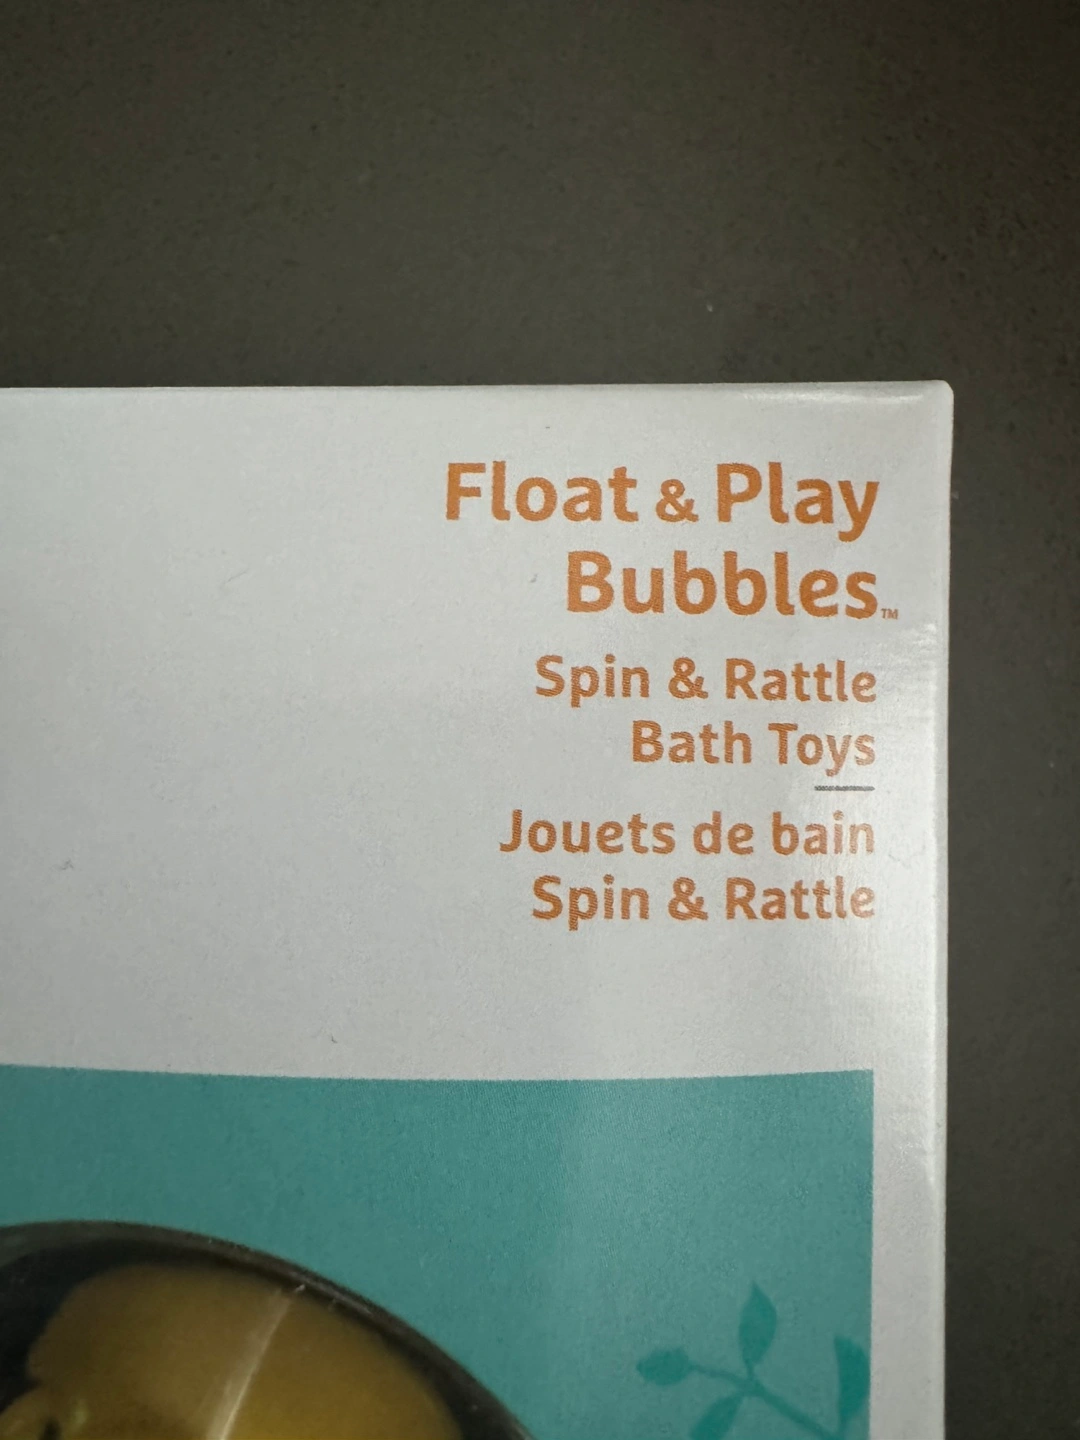 Float & Play
Bubbles™
Spin & Rattle
Bath Toys
Jouets de bain
Spin & Rattle